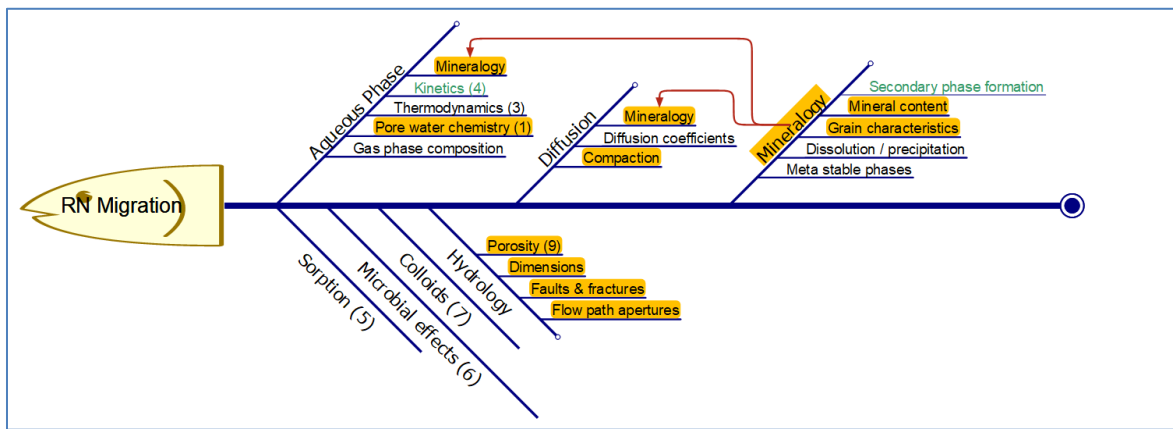 RN Migration
Aqueous Phase
Mineralogy
Kinetics (4)
Thermodynamics (3)
Pore water chemistry (1)
Gas phase composition
Diffusion
Mineralogy
Diffusion coefficients
Compaction
Mineralogy
Secondary phase formation
Mineral content
Grain characteristics
Dissolution / precipitation
Meta stable phases
Sorption (5)
Microbial effects (6)
Colloids (7)
Hydrology
Porosity (9)
Dimensions
Faults & fractures
Flow path apertures